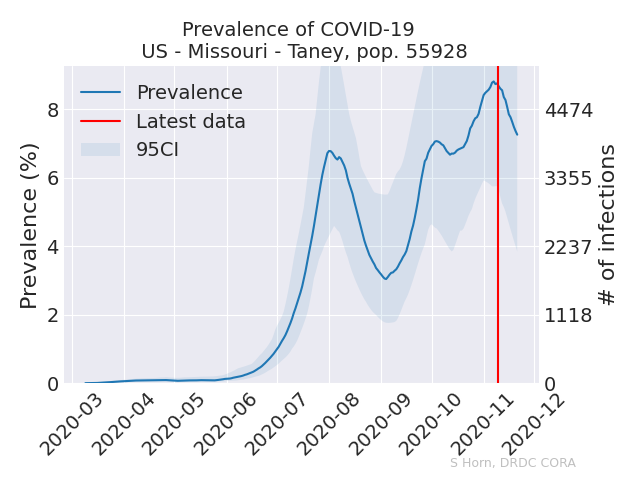 Prevalence of COVID-19
US - Missouri - Taney, pop. 55928
Prevalence
Latest data
95CI
Prevalence (%)
8
6
4
2
0
4474
3355
2237
1118
0
# of infections
2020-03
2020-04
2020-05
2020-06
2020-07
2020-08
2020-09
2020-10
2020-11
2020-12
S Horn, DRDC CORA